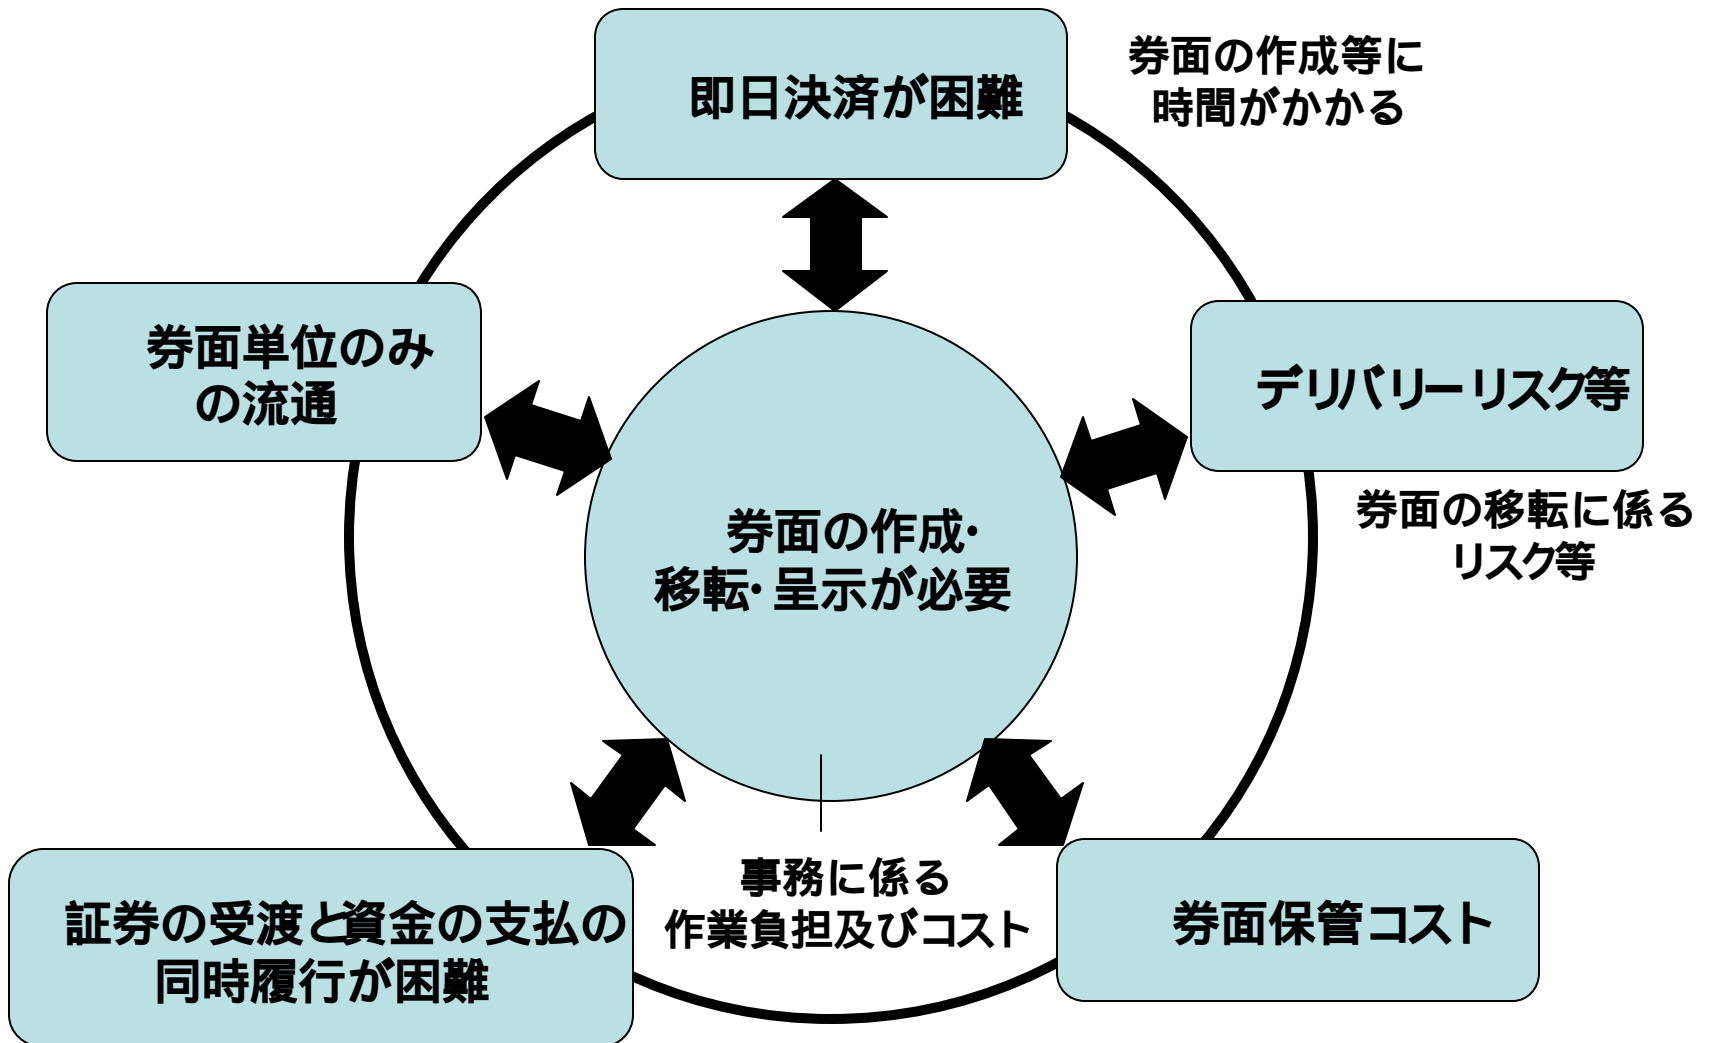 即日決済が困難
券面の作成等に
時間がかかる
券面単位のみ
の流通
デリバリーリスク等
券面の移転に係る
リスク等
券面の作成・
移転・呈示が必要
事務に係る
作業負担及びコスト
証券の受渡と資金の支払の
同時履行が困難
券面保管コスト